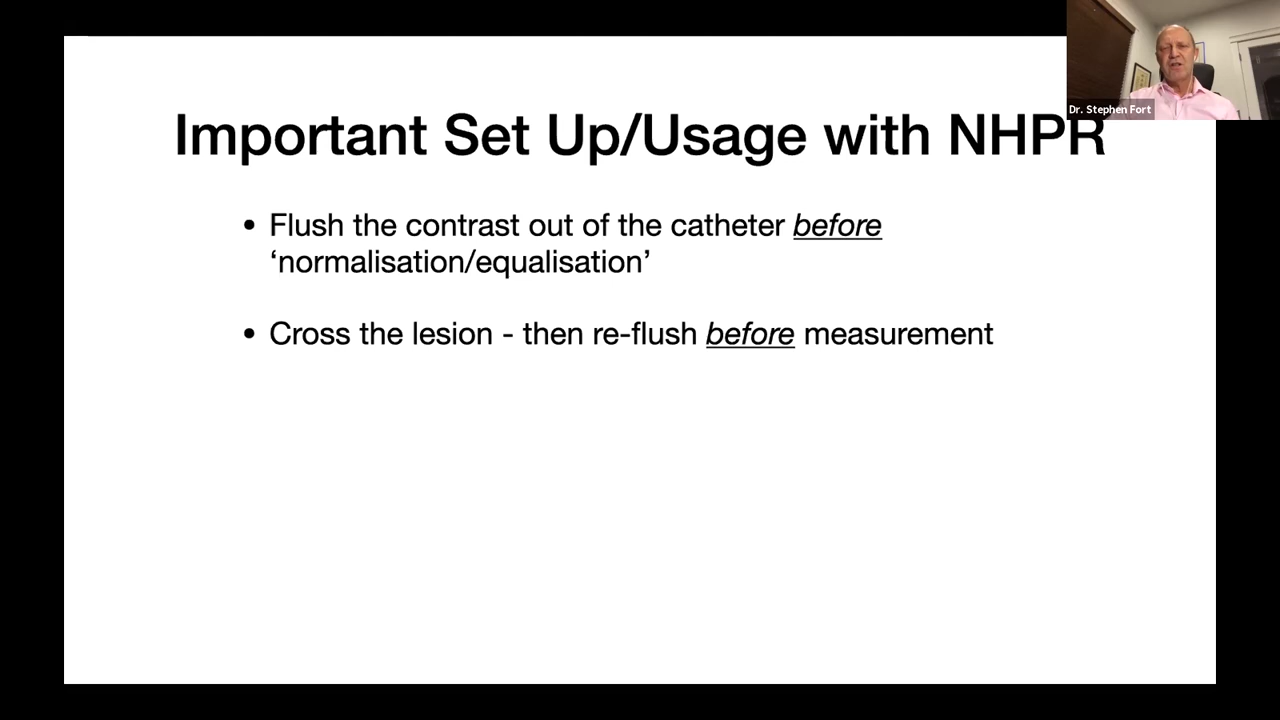 Dr. Stephen Fort
Important Set Up/Usage with NHPR
• Flush the contrast out of the catheter before
‘normalisation/equalisation’
• Cross the lesion - then re-flush before measurement